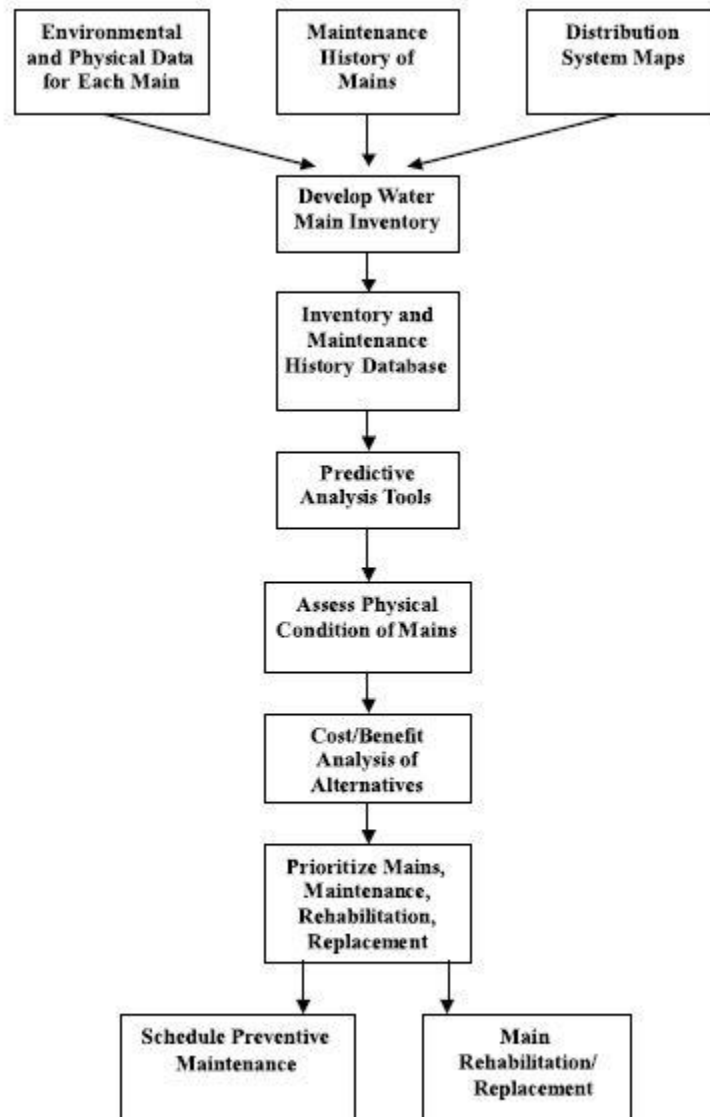 Environmental
and Physical Data
for Each Main
Maintenance
History of
Mains
Distribution
System Maps
Develop Water
Main Inventory
Inventory and
Maintenance
History Database
Predictive
Analysis Tools
Assess Physical
Condition of Mains
Cost/Benefit
Analysis of
Alternatives
Prioritize Mains,
Maintenance,
Rehabilitation,
Replacement
Schedule Preventive
Maintenance
Main
Rehabilitation/
Replacement